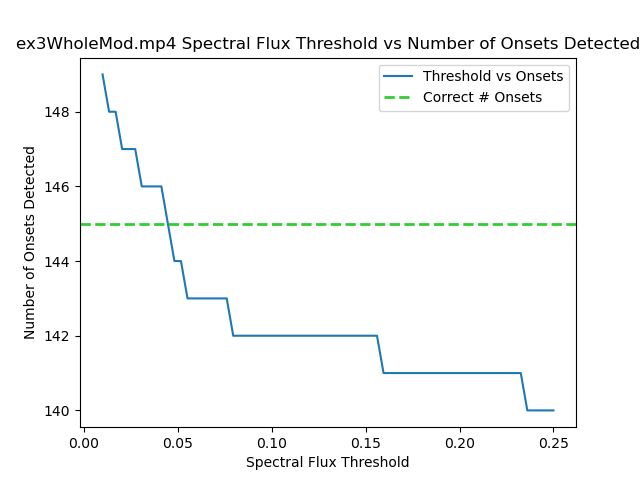 ex3WholeMod.mp4 Spectral Flux Threshold vs Number of Onsets Detected
Threshold vs Onsets
Correct # Onsets
Number of Onsets Detected
148
146
144
142
140
0.00 0.05 0.10 0.15 0.20 0.25
Spectral Flux Threshold